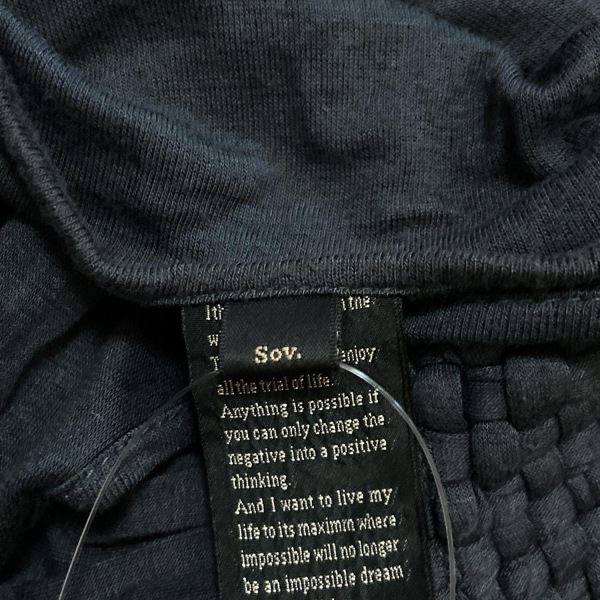 Sov.
the
enjoy
all the trial of life.
Anything is possible if
you can only change the
negative into a positive
thinking.
And I want to live my
life to its maximm where
impossible will no longer
be an impossible dream